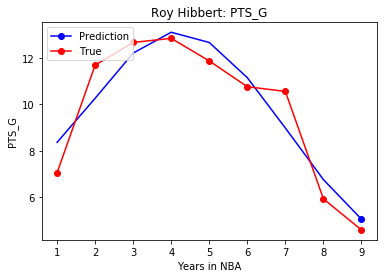 Roy Hibbert: PTS_G
Prediction
True
PTS_G
12
10
8
6
1 2 3 4 5 6 7 8 9
Years in NBA